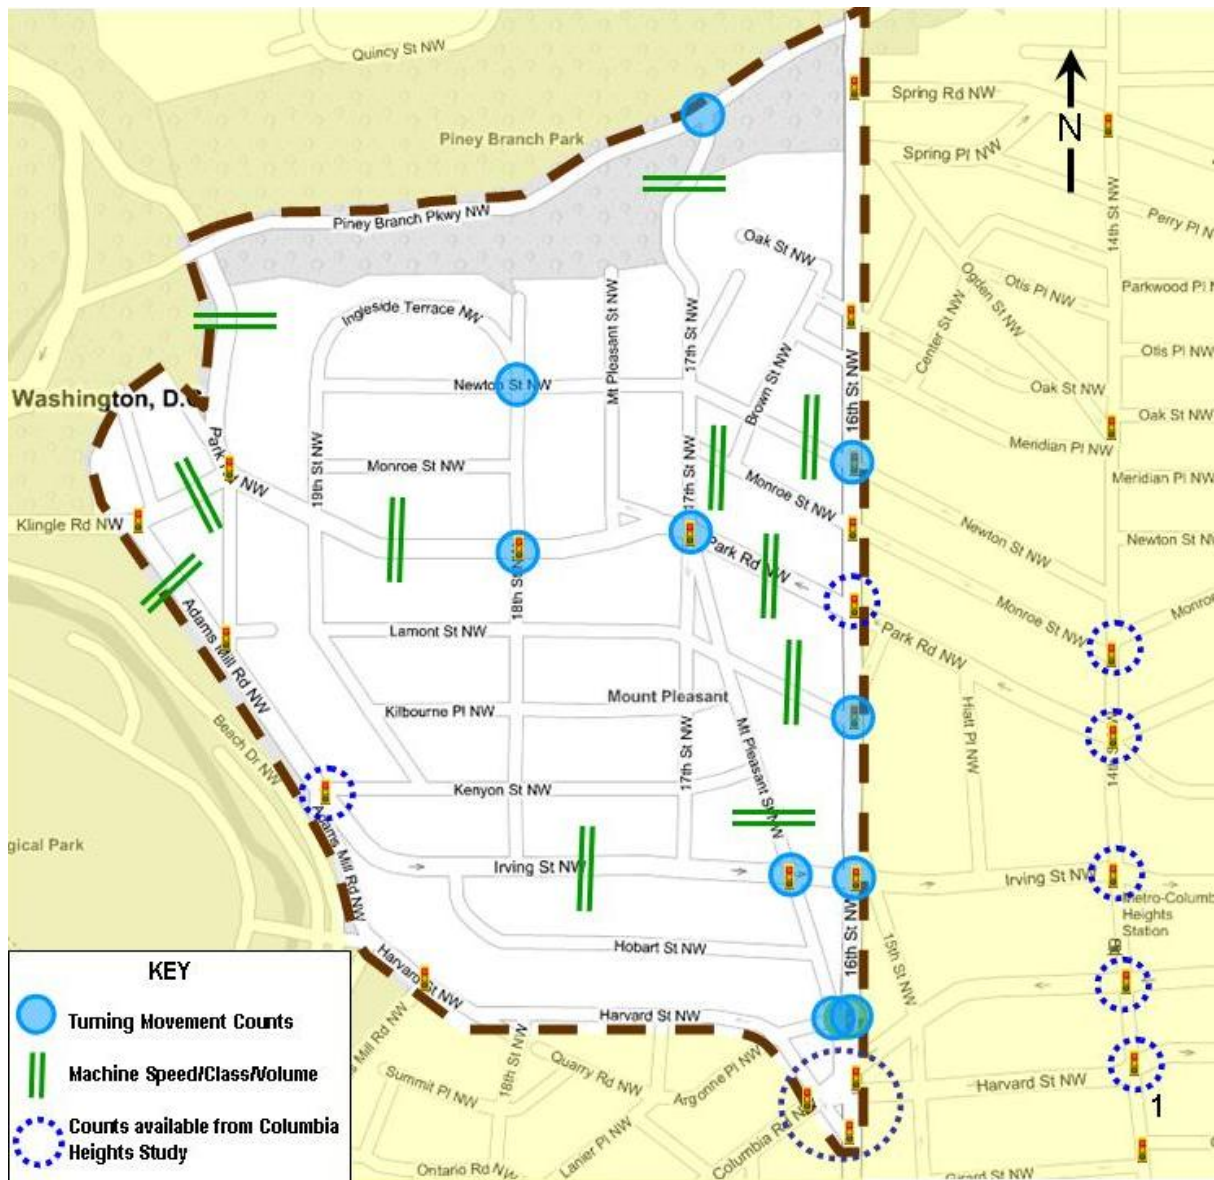 Quincy St NW
Piney Branch Park
Spring Rd NW
N
Spring Pl NW
14th St NW
Perry Pl N
Piney Branch Pkwy NW
16th St NW
Oak St NW
Ogden St NW
Otis Pl NW
Parkwood Pl N
Ingleside Terrace NW
Mt Pleasant St NW
17th St NW
Center St NW
Otis Pl NW
Brown St NW
16th St NW
Washington, D.C
Newton St NW
Oak St NW
Oak St NW
Park Rd NW
19th St NW
Monroe St NW
17th St NW
Monroe St NW
Meridian Pl NW
Meridian Pl NW
Klingle Rd NW
Newton St NW
Newton St NW
18th St NW
Park Rd NW
Adams Mill Rd NW
Lamont St NW
Monroe St NW
Monroe
Park Rd NW
Mount Pleasant
Kilbourne Pl NW
Beach Dr NW
17th St NW
Mt Pleasant St NW
Hiatt Pl NW
14th St NW
Kenyon St NW
gical Park
Adams Mill Rd NW
Irving St NW
Irving St NW
Metro-Columb
Heights
Station
16th St NW
15th St NW
Hobart St NW
Harvard St NW
Harvard St NW
18th St NW
s Mill Rd NW
Quarry Rd NW
Summit Pl NW
Argonne Pl NW
Harvard St NW
1
Columbia Rd NW
Lanier Pl NW
Ontario Rd NW
Girard St NW
KEY
Turning Movement Counts
Machine Speed/Class/Volume
Counts available from Columbia
Heights Study